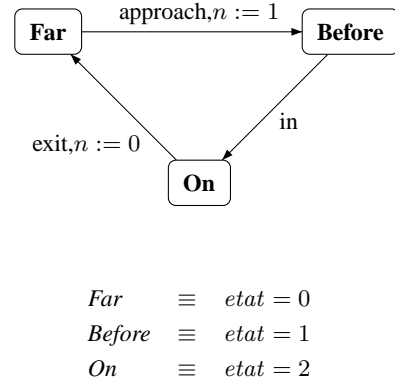 approach,n := 1
Far
Before
in
exit,n := 0
On
Far ≡ etat = 0
Before ≡ etat = 1
On ≡ etat = 2